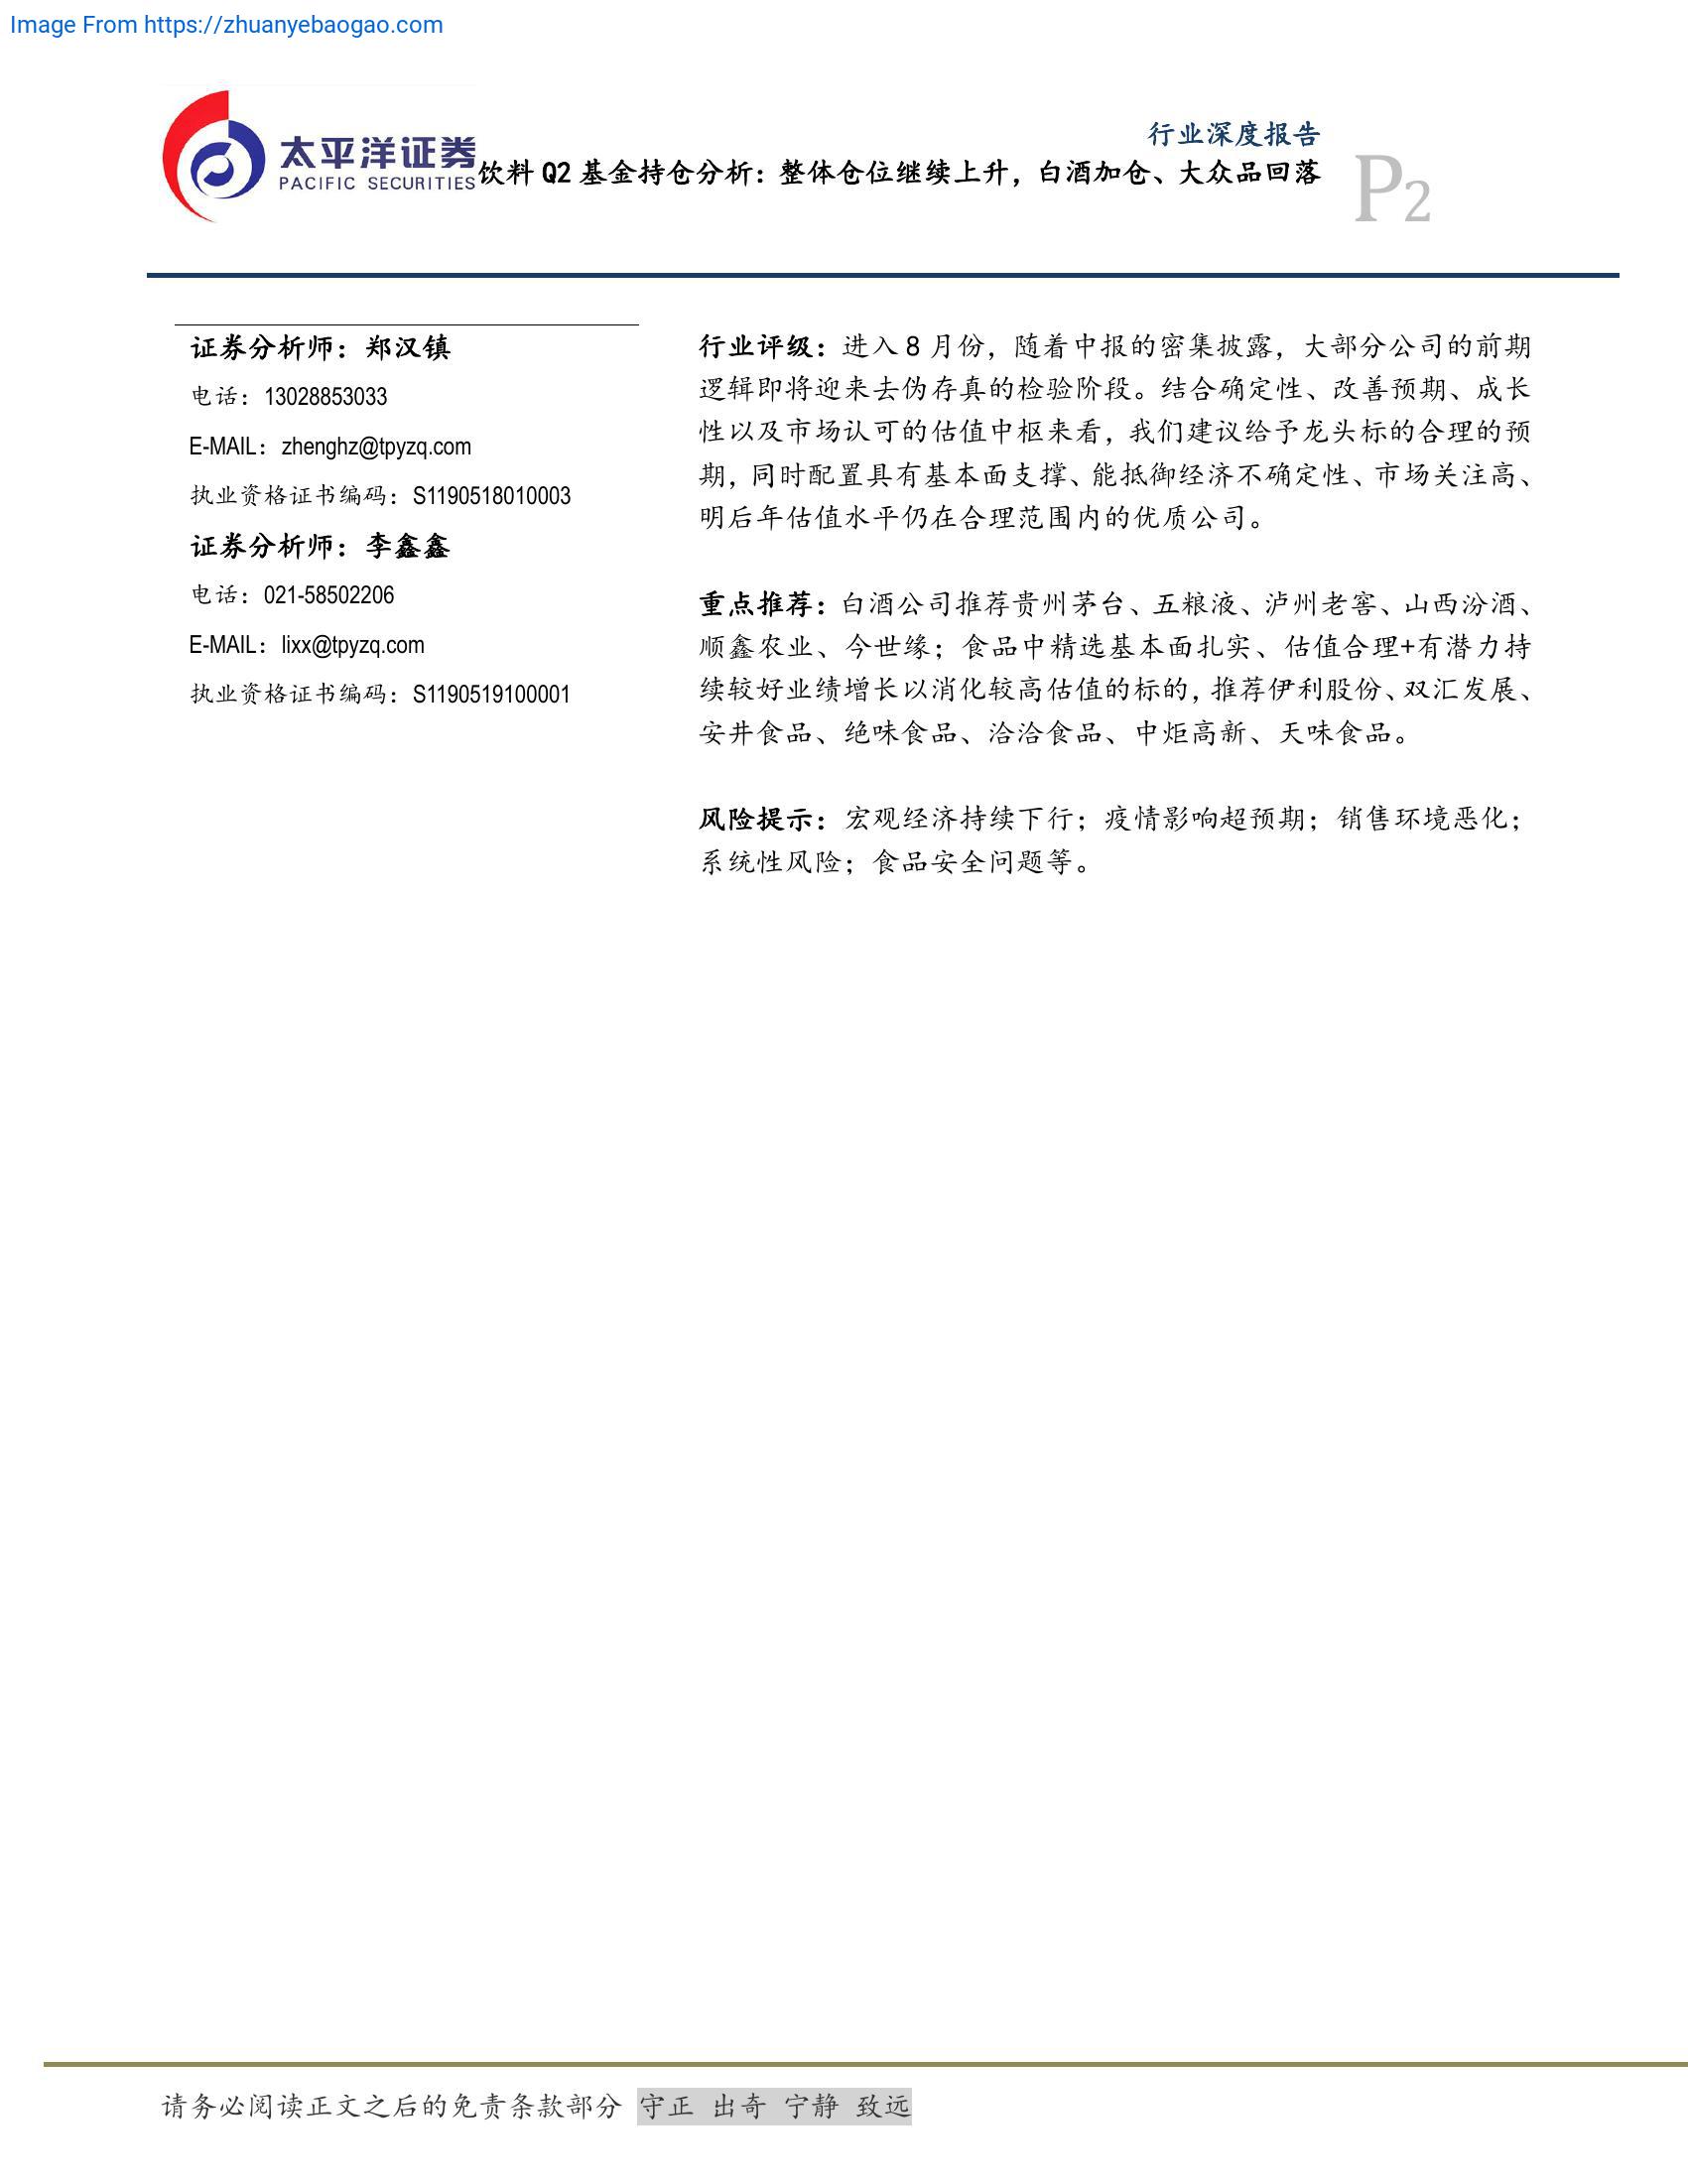 Image From https://zhuanyebaogao.com
行业深度报告
太平洋证券
PACIFIC SECURITIES
饮料 Q2 基金持仓分析：整体仓位继续上升，白酒加仓、大众品回落
P2
证券分析师：郑汉镇
电话：13028853033
E-MAIL：zhenghz@tpyzq.com
执业资格证书编码：S1190518010003
证券分析师：李鑫鑫
电话：021-58502206
E-MAIL：lixx@tpyzq.com
执业资格证书编码：S1190519100001
行业评级：进入 8 月份，随着中报的密集披露，大部分公司的前期
逻辑即将迎来去伪存真的检验阶段。结合确定性、改善预期、成长
性以及市场认可的估值中枢来看，我们建议给予龙头标的合理的预
期，同时配置具有基本面支撑、能抵御经济不确定性、市场关注高、
明后年估值水平仍在合理范围内的优质公司。
重点推荐：白酒公司推荐贵州茅台、五粮液、泸州老窖、山西汾酒、
顺鑫农业、今世缘；食品中精选基本面扎实、估值合理+有潜力持
续较好业绩增长以消化较高估值的标的，推荐伊利股份、双汇发展、
安井食品、绝味食品、洽洽食品、中炬高新、天味食品。
风险提示：宏观经济持续下行；疫情影响超预期；销售环境恶化；
系统性风险；食品安全问题等。
请务必阅读正文之后的免责条款部分 守正 出奇 宁静 致远